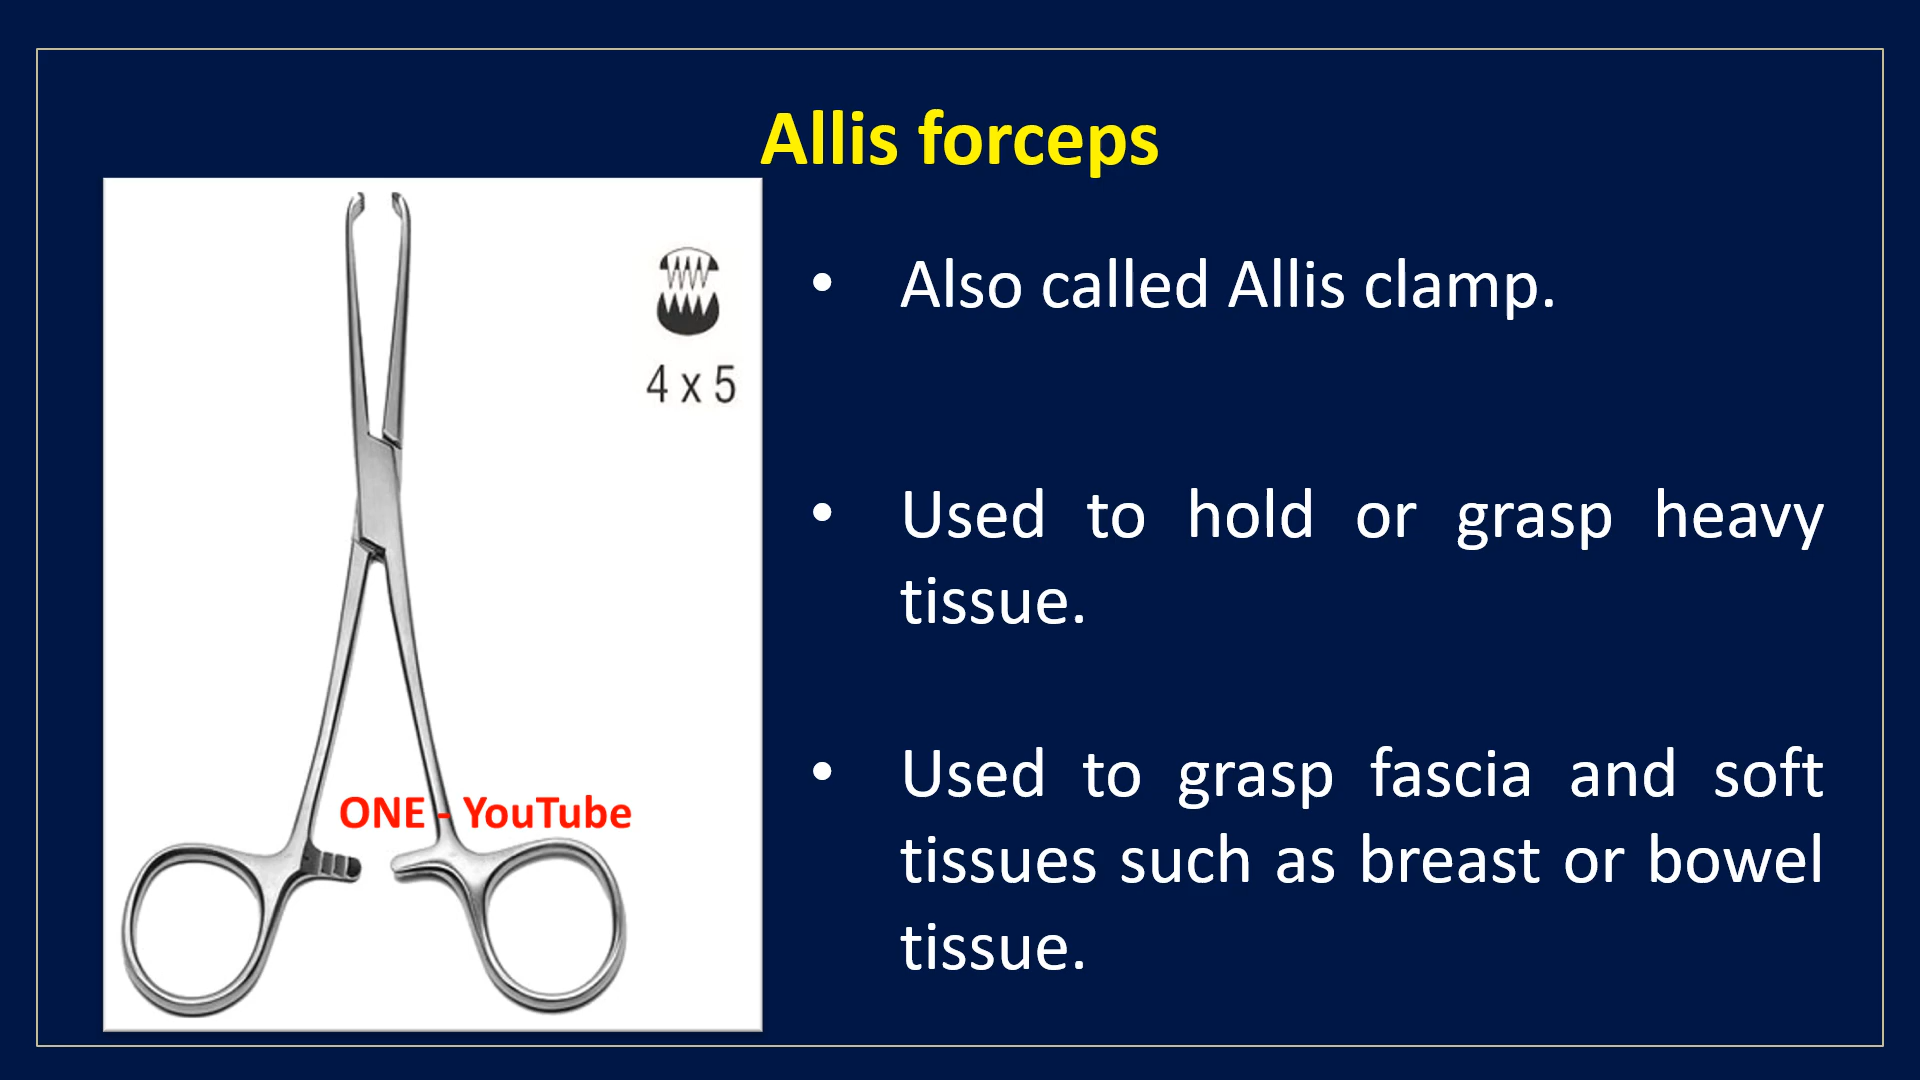 Allis forceps
4 x 5
ONE - YouTube
• Also called Allis clamp.
• Used to hold or grasp heavy
tissue.
• Used to grasp fascia and soft
tissues such as breast or bowel
tissue.